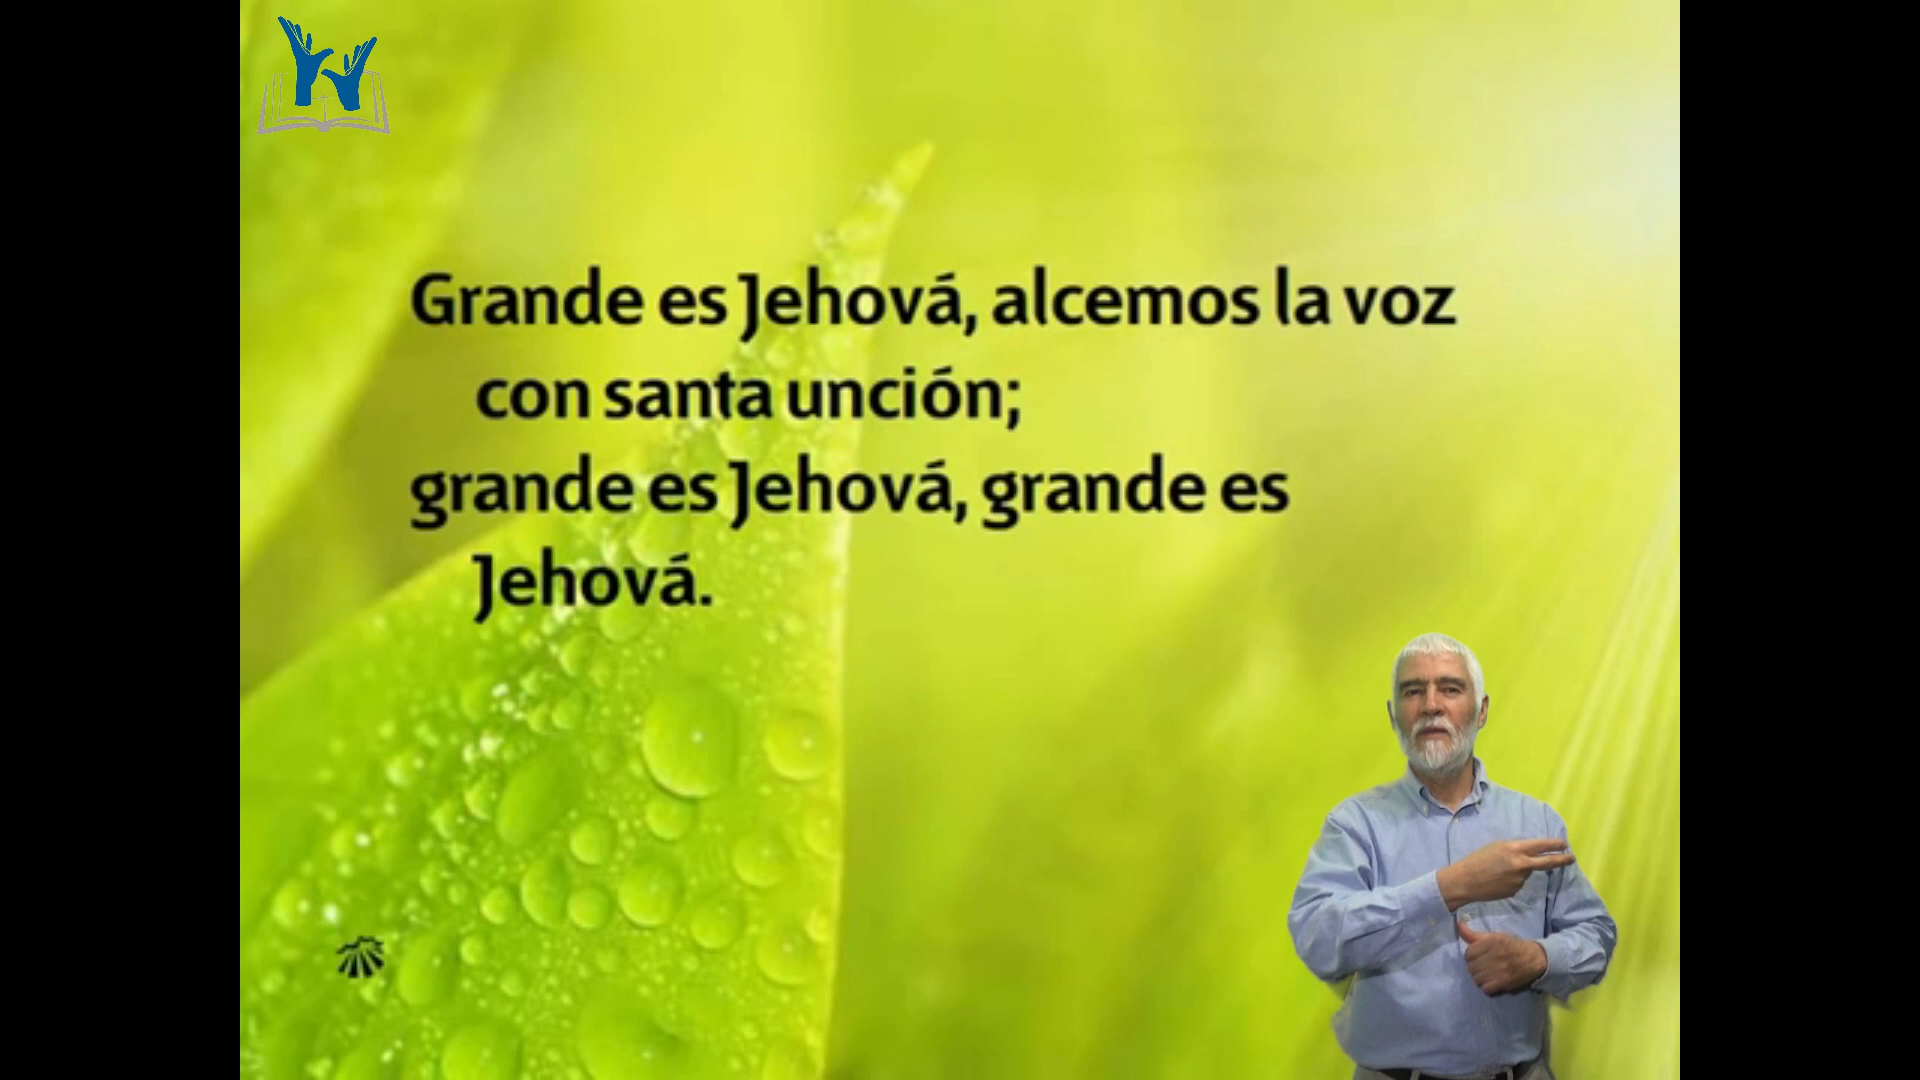 Grande es Jehová, alcemos la voz
con santa unción;
grande es Jehová, grande es
Jehová.